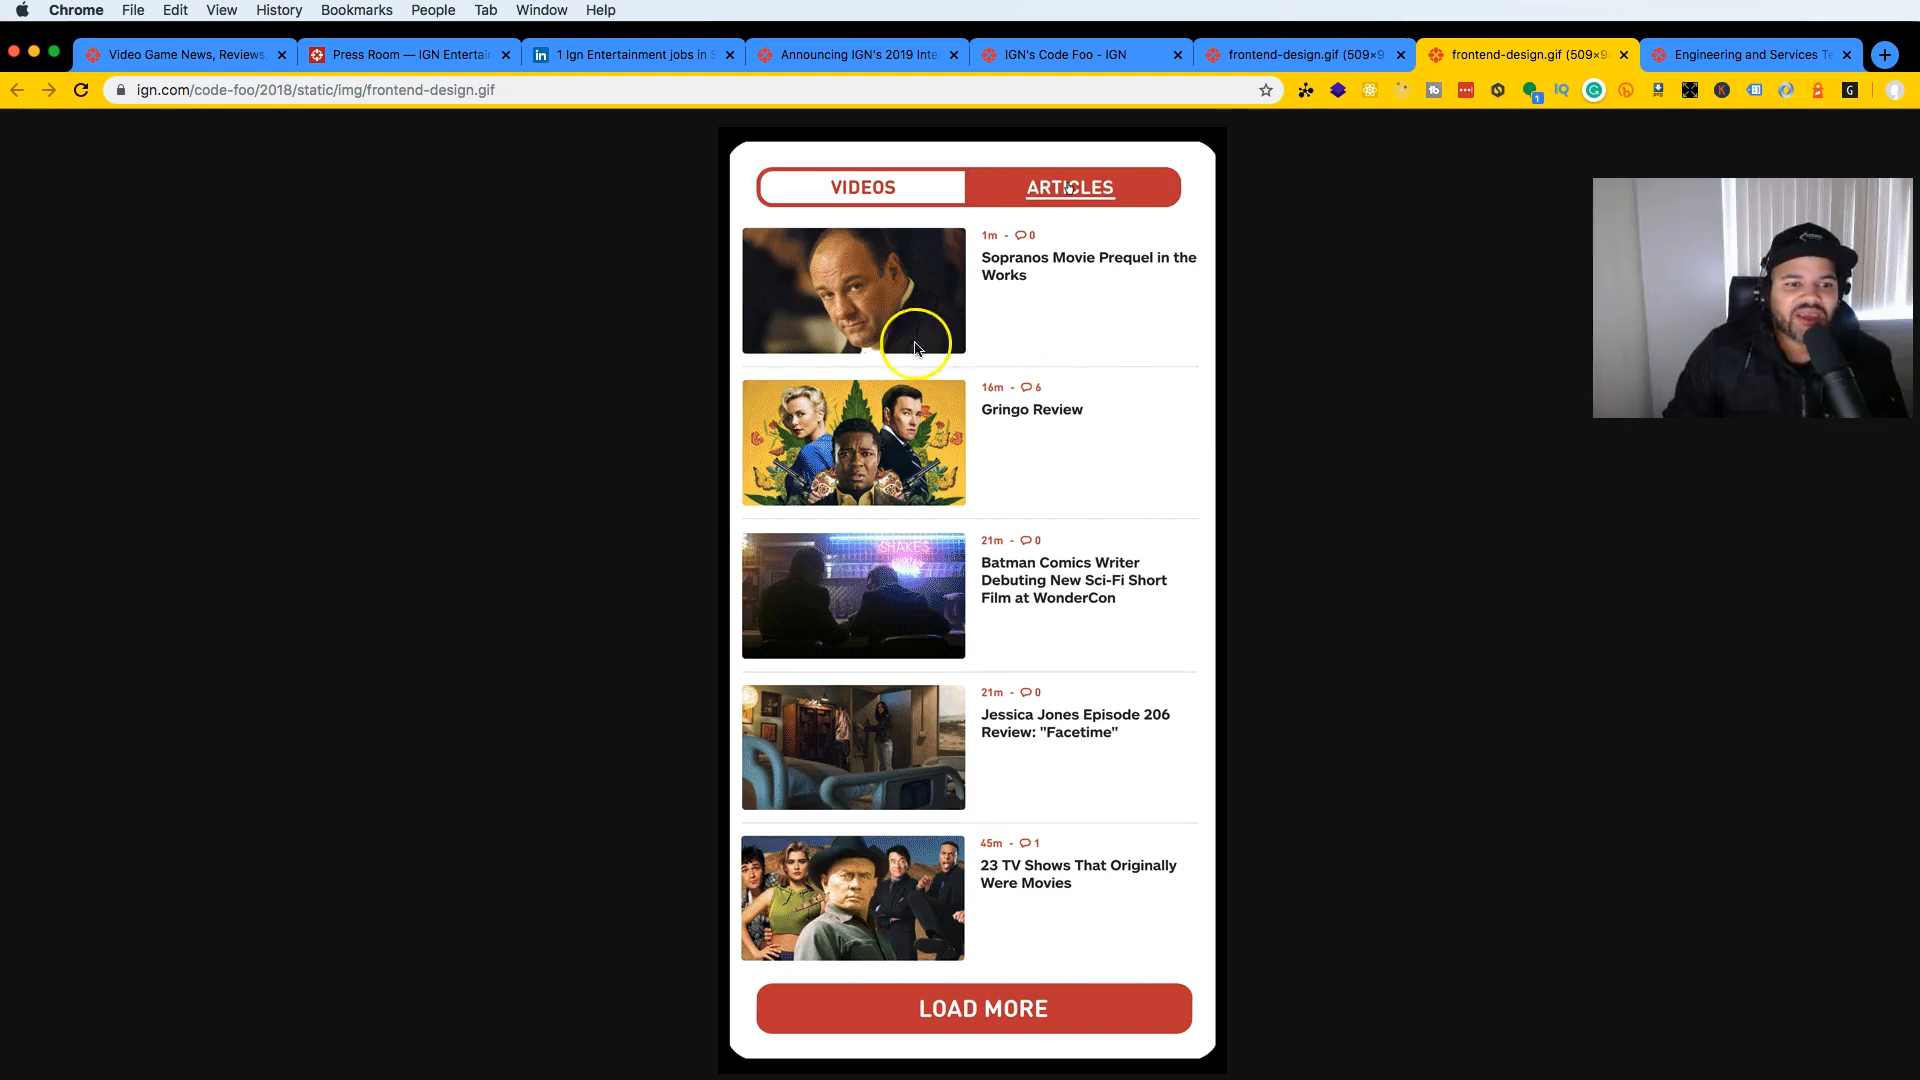 Chrome File Edit View History Bookmarks People Tab Window Help
Video Game News, Reviews, Press Room — IGN Entertain 1 Ign Entertainment jobs in S Announcing IGN's 2019 Inte IGN's Code Foo - IGN frontend-design.gif (509×9 frontend-design.gif (509×9 Engineering and Services Te
ign.com/code-foo/2018/static/img/frontend-design.gif
VIDEOS ARTICLES
1m - 0
Sopranos Movie Prequel in the
Works
16m - 6
Gringo Review
SHAKES
21m - 0
Batman Comics Writer
Debuting New Sci-Fi Short
Film at WonderCon
21m - 0
Jessica Jones Episode 206
Review: "Facetime"
45m - 1
23 TV Shows That Originally
Were Movies
LOAD MORE